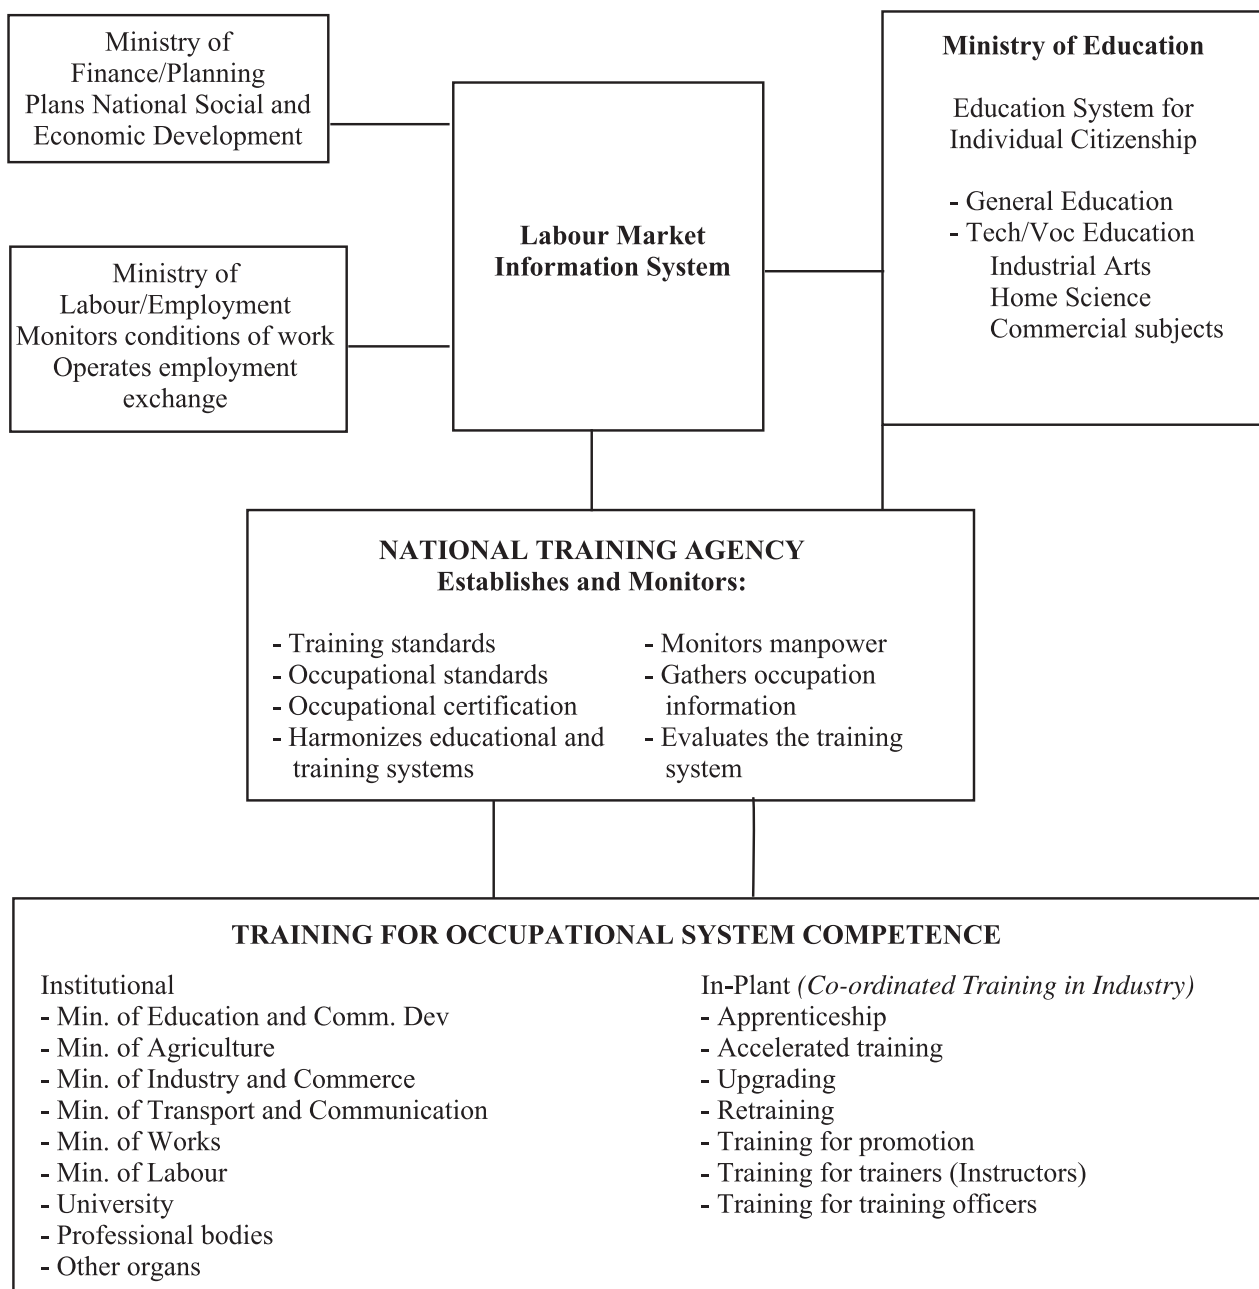 Ministry of
Finance/Planning
Plans National Social and
Economic Development
Ministry of
Labour/Employment
Monitors conditions of work
Operates employment
exchange
Labour Market
Information System
Ministry of Education
Education System for
Individual Citizenship
- General Education
- Tech/Voc Education
Industrial Arts
Home Science
Commercial subjects
NATIONAL TRAINING AGENCY
Establishes and Monitors:
- Training standards
- Occupational standards
- Occupational certification
- Harmonizes educational and
training systems
- Monitors manpower
- Gathers occupation
information
- Evaluates the training
system
TRAINING FOR OCCUPATIONAL SYSTEM COMPETENCE
Institutional
- Min. of Education and Comm. Dev
- Min. of Agriculture
- Min. of Industry and Commerce
- Min. of Transport and Communication
- Min. of Works
- Min. of Labour
- University
- Professional bodies
- Other organs
In-Plant (Co-ordinated Training in Industry)
- Apprenticeship
- Accelerated training
- Upgrading
- Retraining
- Training for promotion
- Training for trainers (Instructors)
- Training for training officers